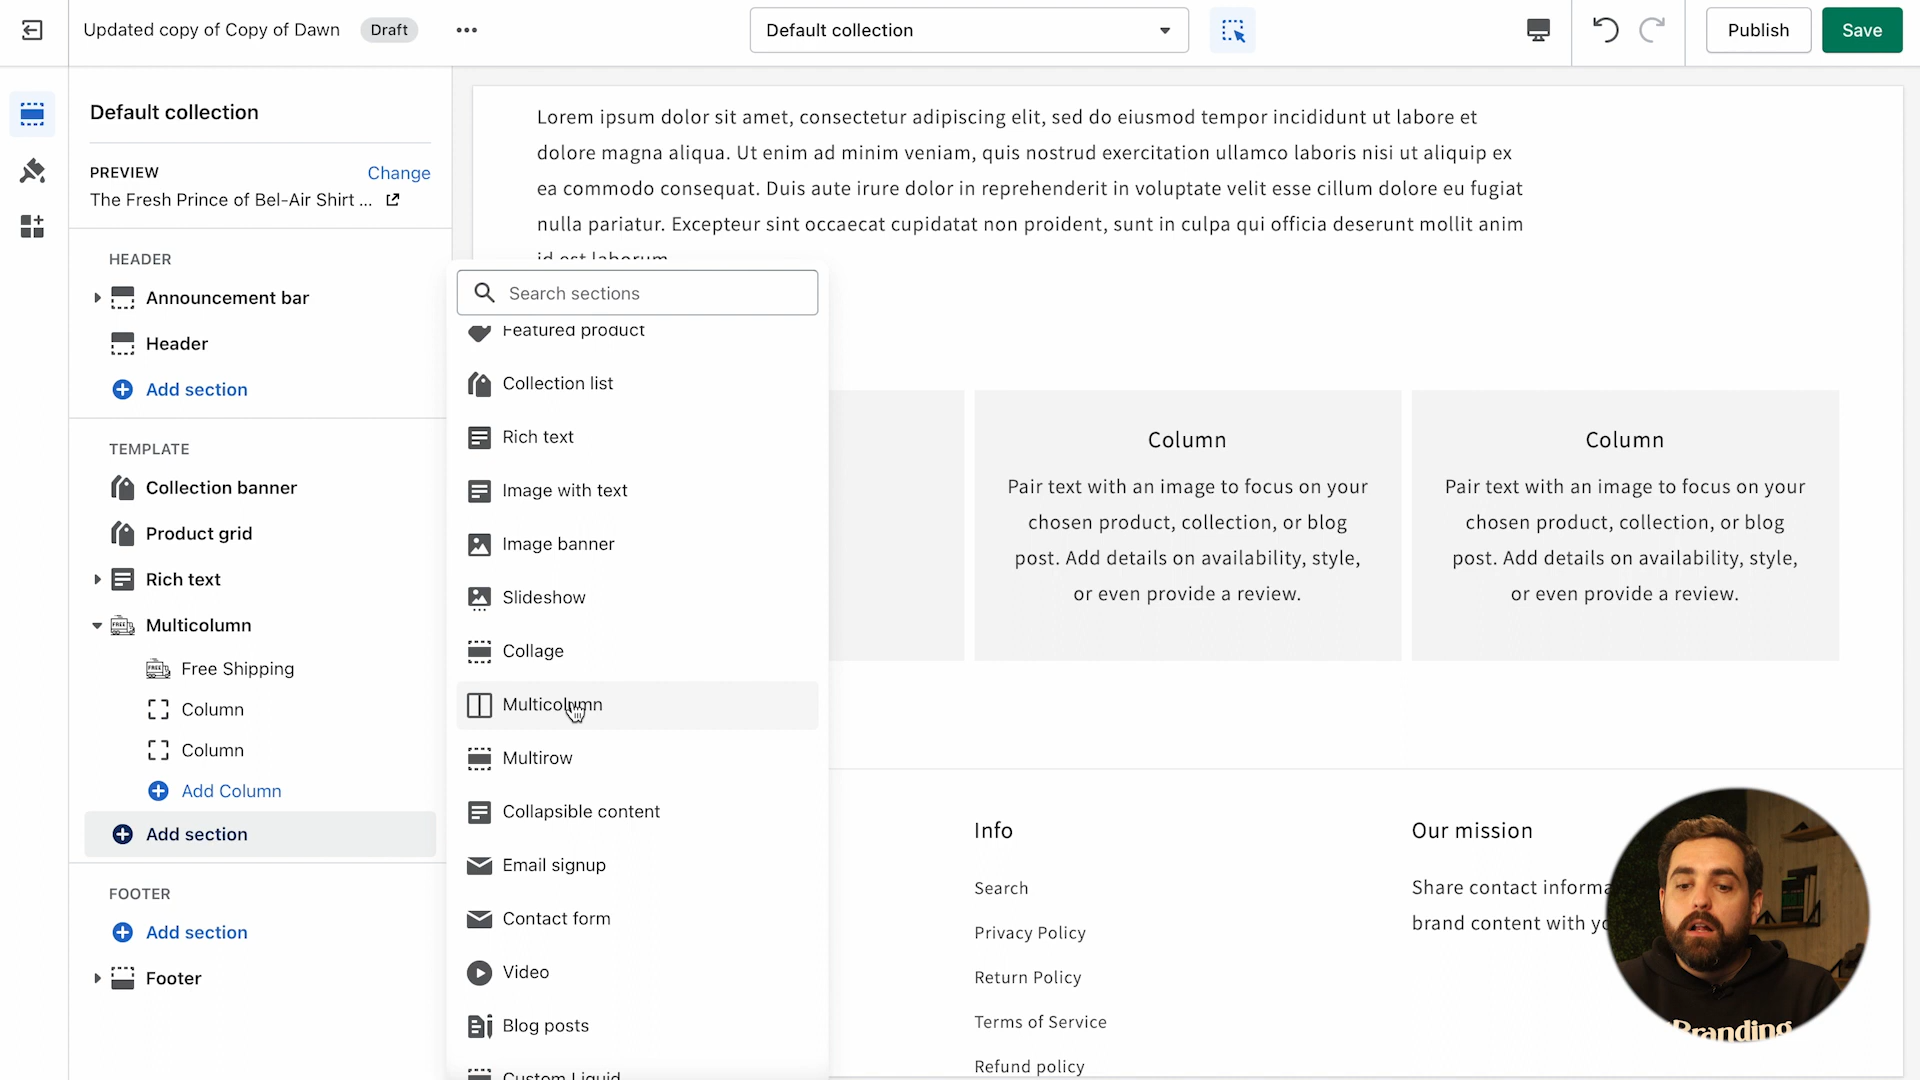 Updated copy of Copy of Dawn
Draft
Default collection
Publish
Save
Default collection
PREVIEW
Change
The Fresh Prince of Bel-Air Shirt ...
HEADER
Announcement bar
Header
Add section
TEMPLATE
Collection banner
Product grid
Rich text
Multicolumn
Free Shipping
Column
Column
Add Column
Add section
FOOTER
Add section
Footer
Search sections
Featured product
Collection list
Rich text
Image with text
Image banner
Slideshow
Collage
Multicolumn
Multirow
Collapsible content
Email signup
Contact form
Video
Blog posts
Custom Liquid
Lorem ipsum dolor sit amet, consectetur adipiscing elit, sed do eiusmod tempor incididunt ut labore et
dolore magna aliqua. Ut enim ad minim veniam, quis nostrud exercitation ullamco laboris nisi ut aliquip ex
ea commodo consequat. Duis aute irure dolor in reprehenderit in voluptate velit esse cillum dolore eu fugiat
nulla pariatur. Excepteur sint occaecat cupidatat non proident, sunt in culpa qui officia deserunt mollit anim
id est laborum.
Column
Pair text with an image to focus on your
chosen product, collection, or blog
post. Add details on availability, style,
or even provide a review.
Column
Pair text with an image to focus on your
chosen product, collection, or blog
post. Add details on availability, style,
or even provide a review.
Info
Search
Privacy Policy
Return Policy
Terms of Service
Refund policy
Our mission
Share contact informa
brand content with yo
Branding